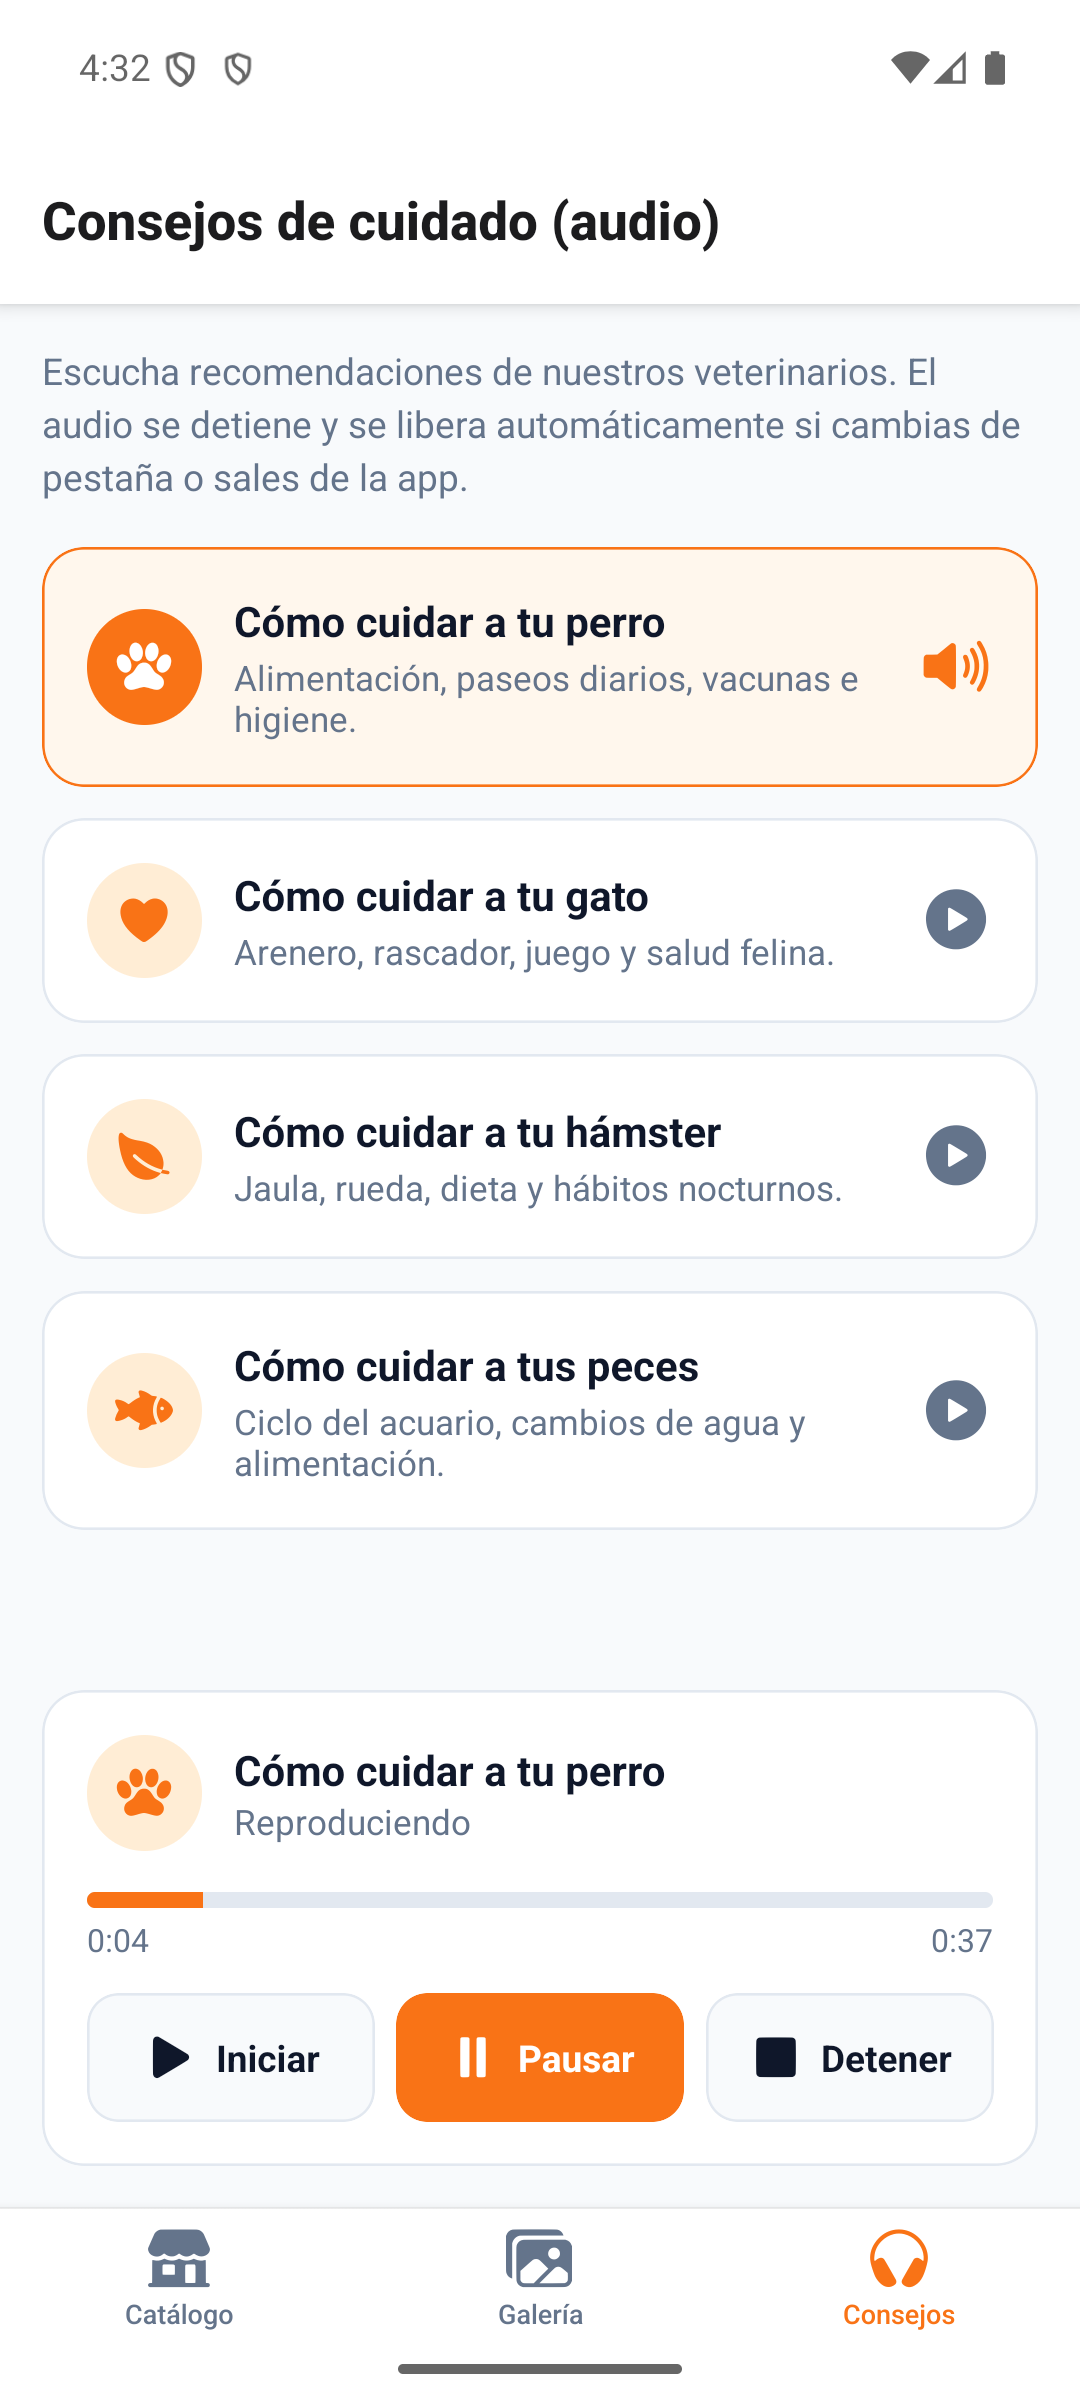 4:32
Consejos de cuidado (audio)
Escucha recomendaciones de nuestros veterinarios. El
audio se detiene y se libera automáticamente si cambias de
pestaña o sales de la app.
Cómo cuidar a tu perro
Alimentación, paseos diarios, vacunas e
higiene.
Cómo cuidar a tu gato
Arenero, rascador, juego y salud felina.
Cómo cuidar a tu hámster
Jaula, rueda, dieta y hábitos nocturnos.
Cómo cuidar a tus peces
Ciclo del acuario, cambios de agua y
alimentación.
Cómo cuidar a tu perro
Reproduciendo
0:04 0:37
Iniciar Pausar Detener
Catálogo Galería Consejos